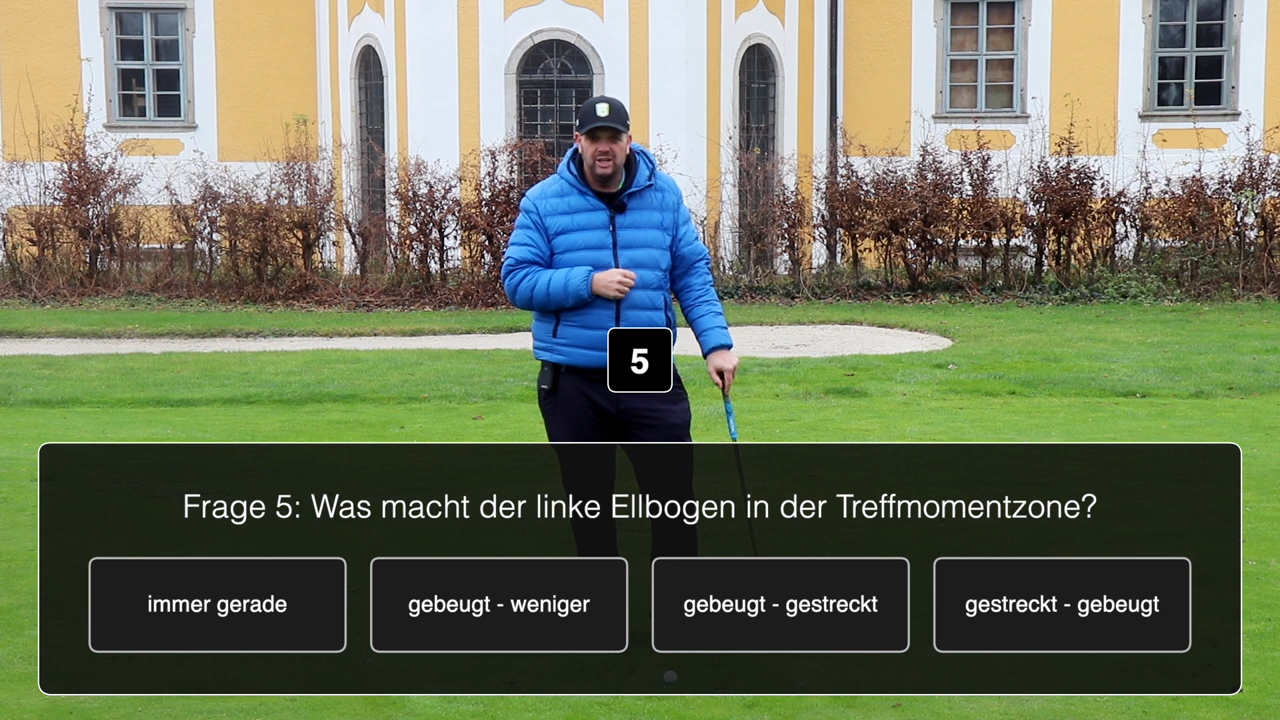 5
Frage 5: Was macht der linke Ellbogen in der Treffmomentzone?
immer gerade
gebeugt - weniger
gebeugt - gestreckt
gestreckt - gebeugt